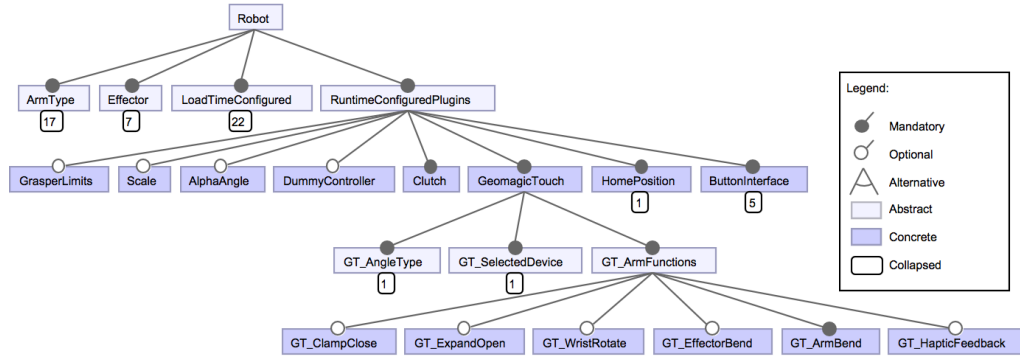 Robot
ArmType
Effector
LoadTimeConfigured
RuntimeConfiguredPlugins
17
7
22
GrasperLimits
Scale
AlphaAngle
DummyController
Clutch
GeomagicTouch
HomePosition
ButtonInterface
1
5
GT_AngleType
GT_SelectedDevice
GT_ArmFunctions
1
1
GT_ClampClose
GT_ExpandOpen
GT_WristRotate
GT_EffectorBend
GT_ArmBend
GT_HapticFeedback
Legend:
Mandatory
Optional
Alternative
Abstract
Concrete
Collapsed